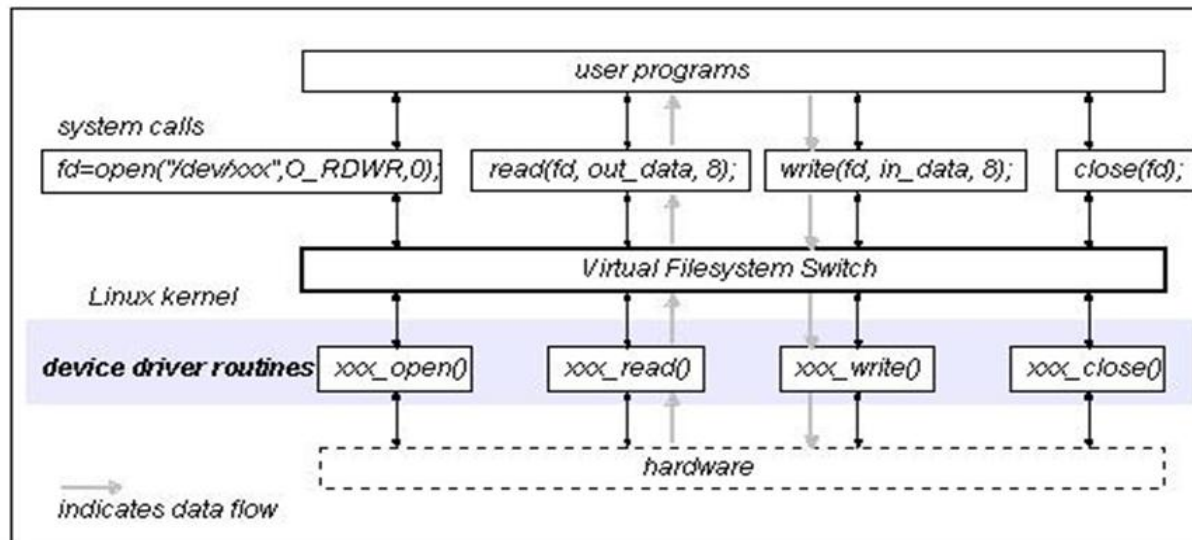 user programs
system calls
fd=open("/dev/xxx",O_RDWR,0);
read(fd, out_data, 8);
write(fd, in_data, 8);
close(fd);
Virtual Filesystem Switch
Linux kernel
device driver routines
xxx_open()
xxx_read()
xxx_write()
xxx_close()
hardware
indicates data flow